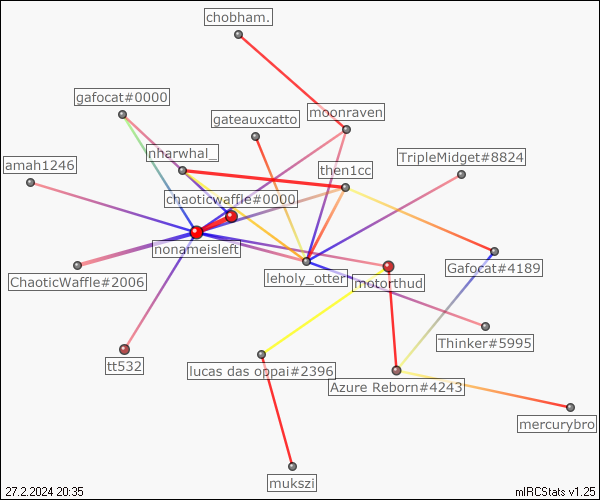 chobham.
gafocat#0000
moonraven
gateauxcatto
nharwhal_
amah1246
TripleMidget#8824
then1cc
chaoticwaffle#0000
nonameisleft
Gafocat#4189
leholy_otter
ChaoticWaffle#2006
motorthud
Thinker#5995
tt532
lucas das oppai#2396
Azure Reborn#4243
mercurybro
mukszi
27.2.2024 20:35
mIRCStats v1.25